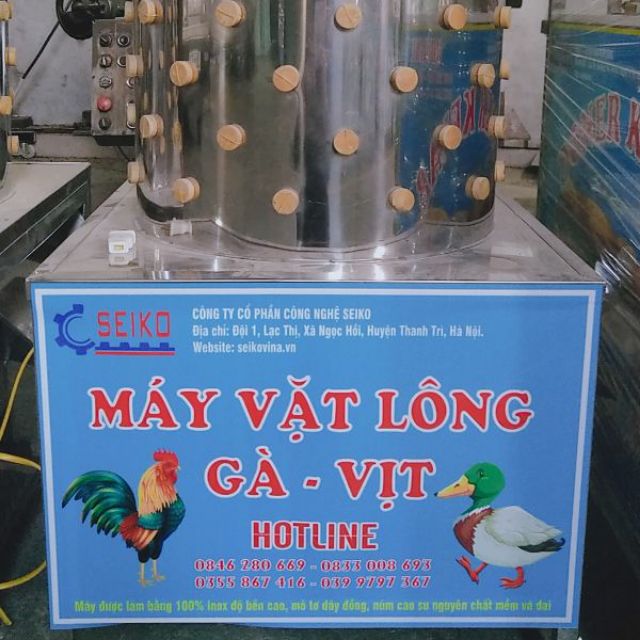 SEIKO
CÔNG TY CỔ PHẦN CÔNG NGHỆ SEIKO
Địa chỉ: Đội 1, Lạc Thị, Xã Ngọc Hồi, Huyện Thanh Trì, Hà Nội.
Website: seikovina.vn
MÁY VẶT LÔNG
GÀ - VỊT
HOTLINE
0846 280 669 - 0833 008 693
0355 867 416 - 039 9797 367
Máy được làm bằng 100% inox độ bền cao, mô tơ dây đồng, núm cao su nguyên chất mềm và dai